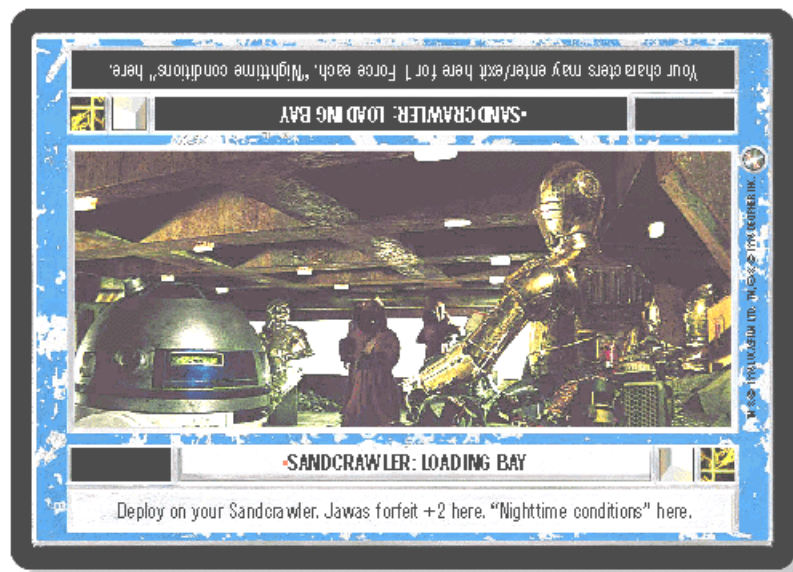 Your characters may enter/exit here for 1 Force each. "Nighttime conditions" here.
•SANDCRAWLER: LOADING BAY
•SANDCRAWLER: LOADING BAY
Deploy on your Sandcrawler. Jawas forfeit +2 here. “Nighttime conditions” here.